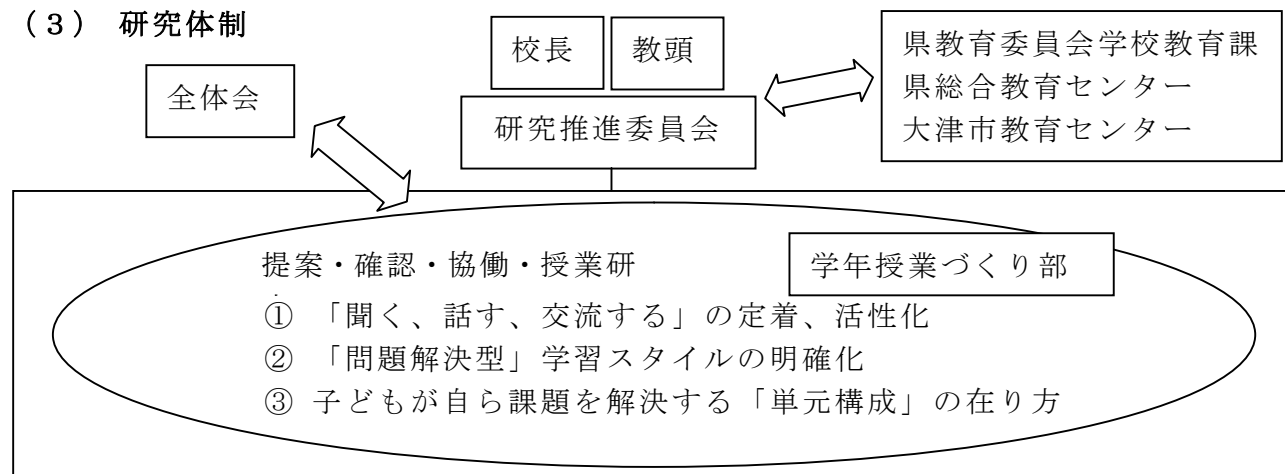 （３） 研究体制
校長
教頭
県教育委員会学校教育課
県総合教育センター
大津市教育センター
全体会
研究推進委員会
提案・確認・協働・授業研
学年授業づくり部
① 「聞く、話す、交流する」の定着、活性化
② 「問題解決型」学習スタイルの明確化
③ 子どもが自ら課題を解決する「単元構成」の在り方